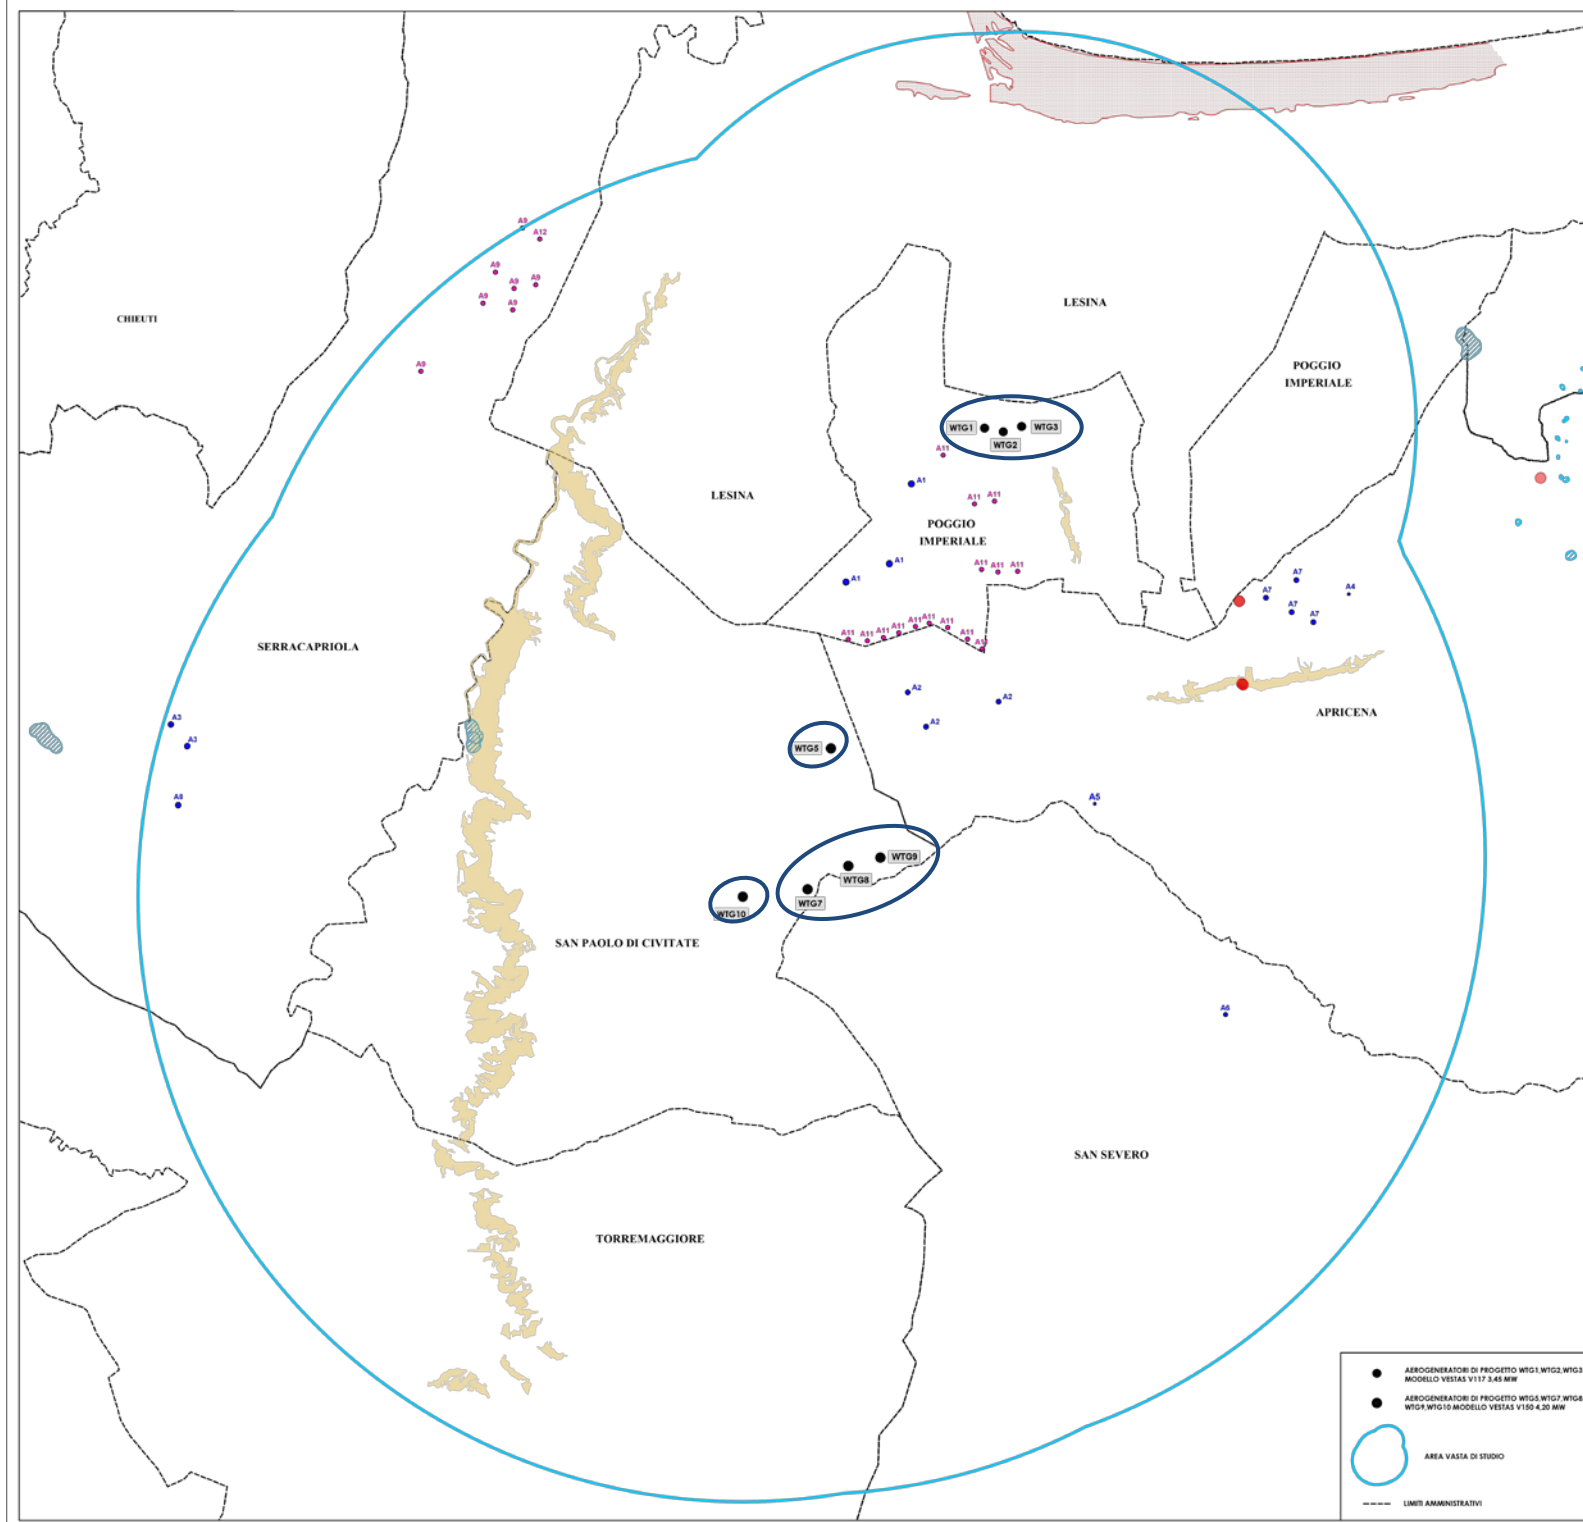 A9
A12
A9
A9
A9
A9
A9
CHIEUTI
LESINA
A9
POGGIO
IMPERIALE
WTG1
WTG3
WTG2
A11
A1
LESINA
A11
A11
POGGIO
IMPERIALE
A1
A11
A11
A11
A1
A7
A4
A7
A7
A7
A11
A11
A11
A11
A11
A11
A11
A11
A11
SERRACAPRIOLA
A2
A2
A2
APRICENA
A3
A3
WTG5
A8
A5
WTG9
WTG8
WTG7
WTG10
SAN PAOLO DI CIVITATE
A6
SAN SEVERO
TORREMAGGIORE
AEROGENERATORI DI PROGETTO WTG1,WTG2,WTG3
MODELLO VESTAS V117 3,45 MW
AEROGENERATORI DI PROGETTO WTG5,WTG7,WTG8
WTG9,WTG10 MODELLO VESTAS V150 4,20 MW
AREA VASTA DI STUDIO
LIMITI AMMINISTRATIVI